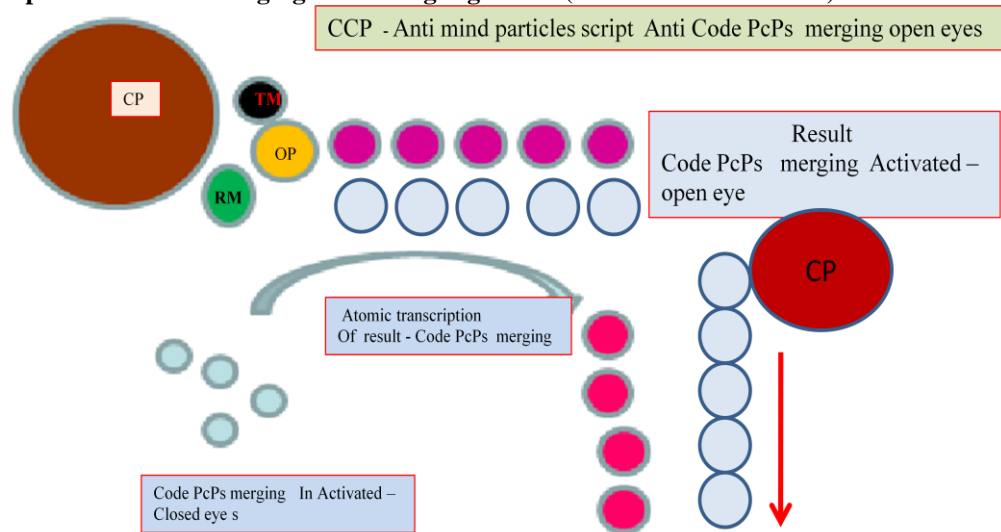 CCP - Anti mind particles script Anti Code PcPs merging open eyes
CP
TM
OP
RM
Result
Code PcPs merging Activated –
open eye
CP
Atomic transcription
Of result - Code PcPs merging
Code PcPs merging In Activated –
Closed eye s